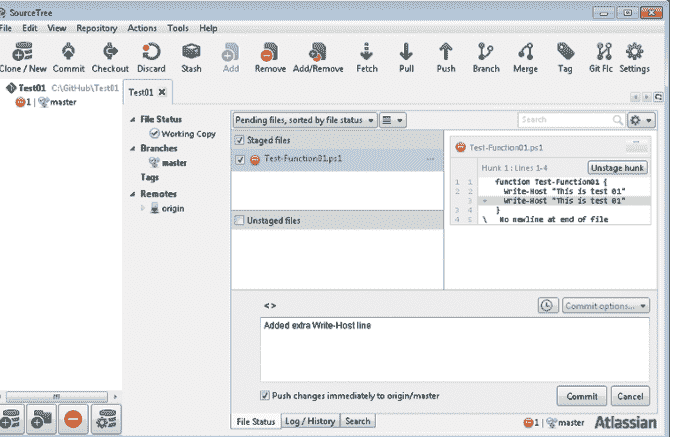 SourceTree
File Edit View Repository Actions Tools Help
Clone / New Commit Checkout Discard Stash Add Remove Add/Remove Fetch Pull Push Branch Merge Tag Git Flc Settings
Test01 C:\GitHub\Test01
1 | master
Test01
File Status
Working Copy
Branches
master
Tags
Remotes
origin
Pending files, sorted by file status
Search
Staged files
Test-Function01.ps1
Unstaged files
Test-Function01.ps1
Hunk 1 : Lines 1-4
Unstage hunk
1 1 function Test-Function01 {
2 2 Write-Host "This is test 01"
3 + Write-Host "This is test 01"
3 4 }
4 5 \ No newline at end of file
<>
Commit options...
Added extra Write-Host line
Push changes immediately to origin/master
Commit Cancel
File Status Log / History Search
1 | master Atlassian